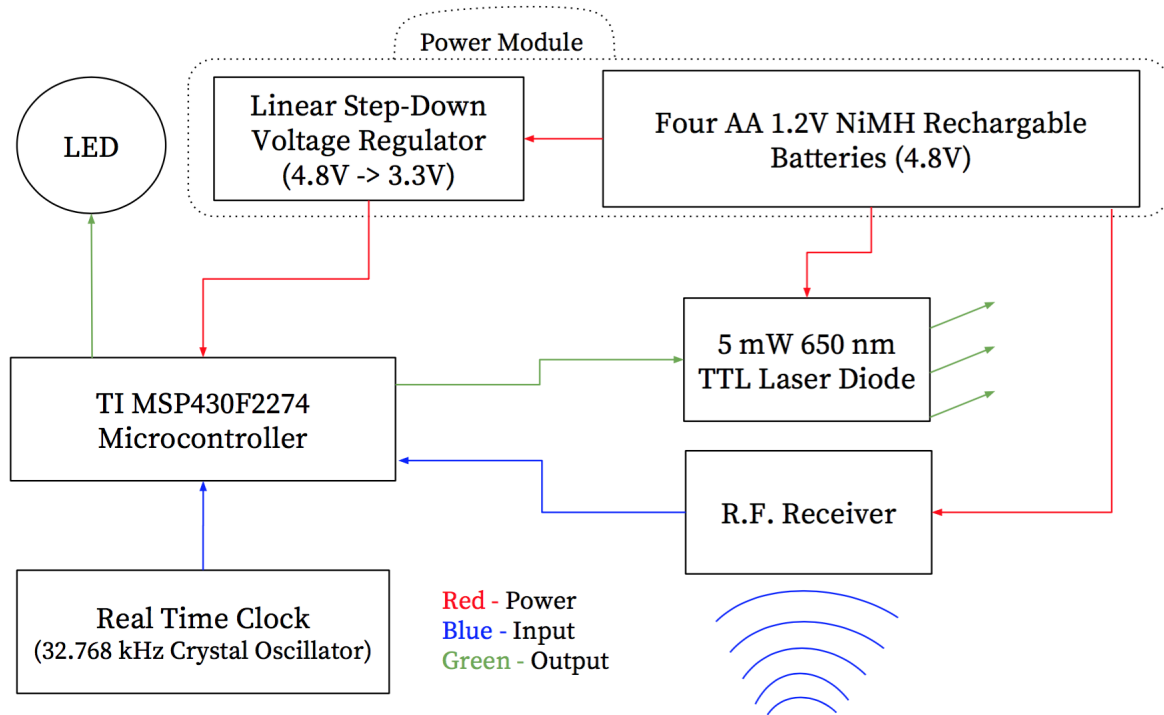 Power Module
LED
Linear Step-Down
Voltage Regulator
(4.8V -> 3.3V)
Four AA 1.2V NiMH Rechargable
Batteries (4.8V)
5 mW 650 nm
TTL Laser Diode
TI MSP430F2274
Microcontroller
R.F. Receiver
Real Time Clock
(32.768 kHz Crystal Oscillator)
Red - Power
Blue - Input
Green - Output